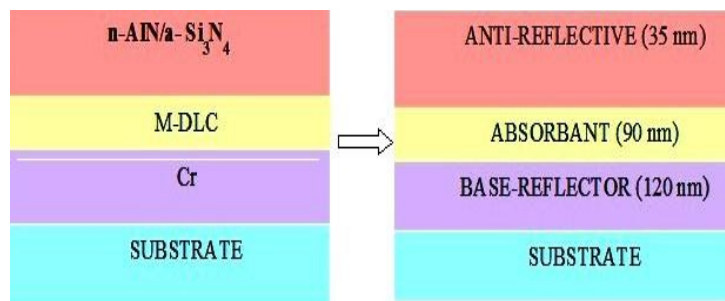 n-AlN/a-Si₃N₄
M-DLC
Cr
SUBSTRATE
ANTI-REFLECTIVE (35 nm)
ABSORBANT (90 nm)
BASE-REFLECTOR (120 nm)
SUBSTRATE